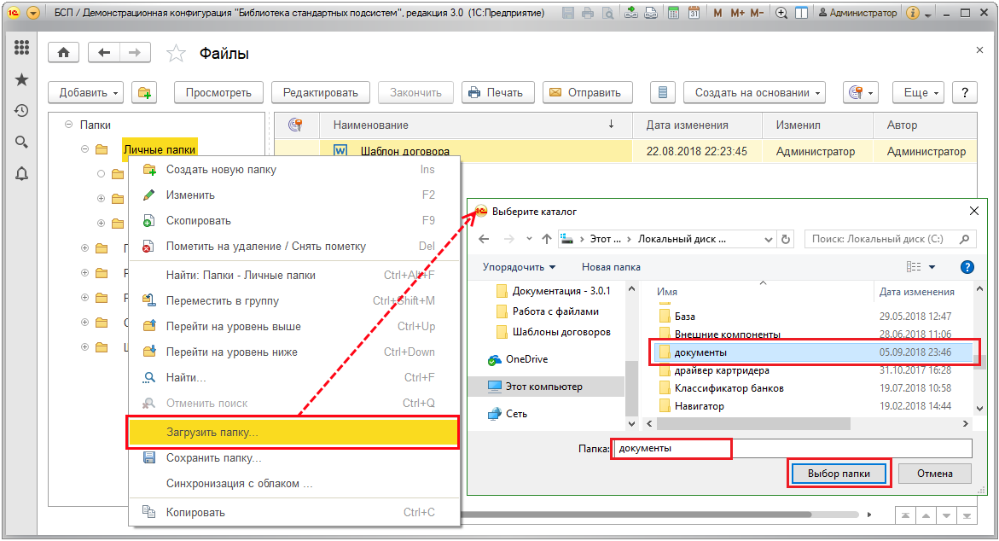 БСП / Демонстрационная конфигурация "Библиотека стандартных подсистем", редакция 3.0 (1С:Предприятие)
M M+ M- Администратор
Файлы
Добавить Просмотреть Редактировать Закончить Печать Отправить Создать на основании Еще ?
Папки
Наименование ↓ Дата изменения Изменил Автор
Личные папки
Шаблон договора 22.08.2018 22:23:45 Администратор Администратор
Создать новую папку Ins
Изменить F2
Скопировать F9
Пометить на удаление / Снять пометку Del
Найти: Папки - Личные папки Ctrl+Alt+F
Переместить в группу Ctrl+Shift+M
Перейти на уровень выше Ctrl+Up
Перейти на уровень ниже Ctrl+Down
Найти... Ctrl+F
Отменить поиск Ctrl+Q
Загрузить папку...
Сохранить папку...
Синхронизация с облаком ...
Копировать Ctrl+C
Выберите каталог
Этот ... Локальный диск ... Поиск: Локальный диск (C:)
Упорядочить Новая папка ?
Документация - 3.0.1
Работа с файлами
Шаблоны договоров
OneDrive
Этот компьютер
Сеть
Имя Дата изменения
База 29.05.2018 12:47
Внешние компоненты 28.06.2018 11:06
документы 05.09.2018 23:46
драйвер картридера 31.10.2017 16:28
Классификатор банков 19.07.2018 10:58
Навигатор 19.02.2018 14:44
Папка: документы
Выбор папки Отмена